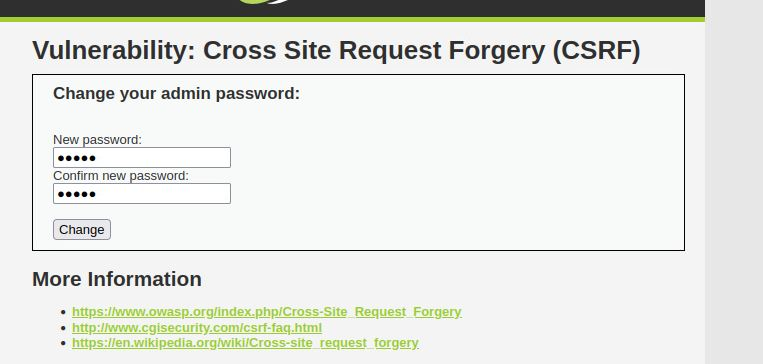 Vulnerability: Cross Site Request Forgery (CSRF)
Change your admin password:
New password:
●●●●●
Confirm new password:
●●●●●
Change
More Information
• https://www.owasp.org/index.php/Cross-Site_Request_Forgery
• http://www.cgisecurity.com/csrf-faq.html
• https://en.wikipedia.org/wiki/Cross-site_request_forgery